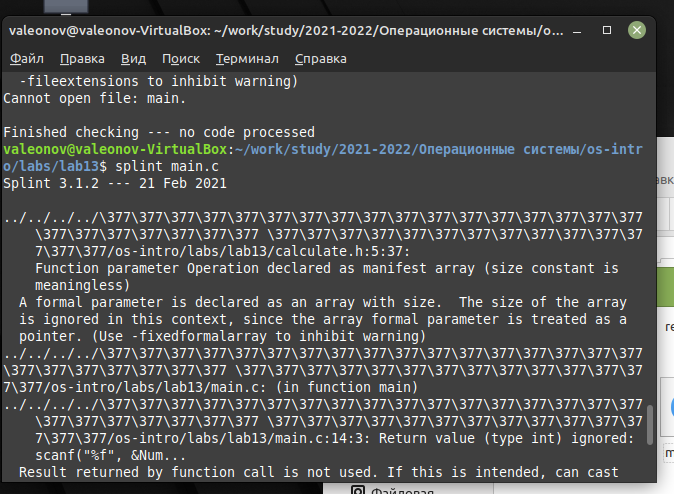 valeonov@valeonov-VirtualBox: ~/work/study/2021-2022/Операционные системы/о...
Файл Правка Вид Поиск Терминал Справка
-fileextensions to inhibit warning)
Cannot open file: main.
Finished checking --- no code processed
valeonov@valeonov-VirtualBox:~/work/study/2021-2022/Операционные системы/os-intr
o/labs/lab13$ splint main.c
Splint 3.1.2 --- 21 Feb 2021
../../../../\377\377\377\377\377\377\377\377\377\377\377\377\377\377\377\377\377
\377\377\377\377\377\377\377 \377\377\377\377\377\377\377\377\377\377\377\37
7\377\377/os-intro/labs/lab13/calculate.h:5:37:
Function parameter Operation declared as manifest array (size constant is
meaningless)
A formal parameter is declared as an array with size.  The size of the array
is ignored in this context, since the array formal parameter is treated as a
pointer. (Use -fixedformalarray to inhibit warning)
../../../../\377\377\377\377\377\377\377\377\377\377\377\377\377\377\377\377\377
\377\377\377\377\377\377\377 \377\377\377\377\377\377\377\377\377\377\377\377\37
7\377/os-intro/labs/lab13/main.c: (in function main)
../../../../\377\377\377\377\377\377\377\377\377\377\377\377\377\377\377\377\377
\377\377\377\377\377\377\377 \377\377\377\377\377\377\377\377\377\377\377\37
7\377\377/os-intro/labs/lab13/main.c:14:3: Return value (type int) ignored:
scanf("%f", &Num...
Result returned by function call is not used. If this is intended, can cast
Файловая